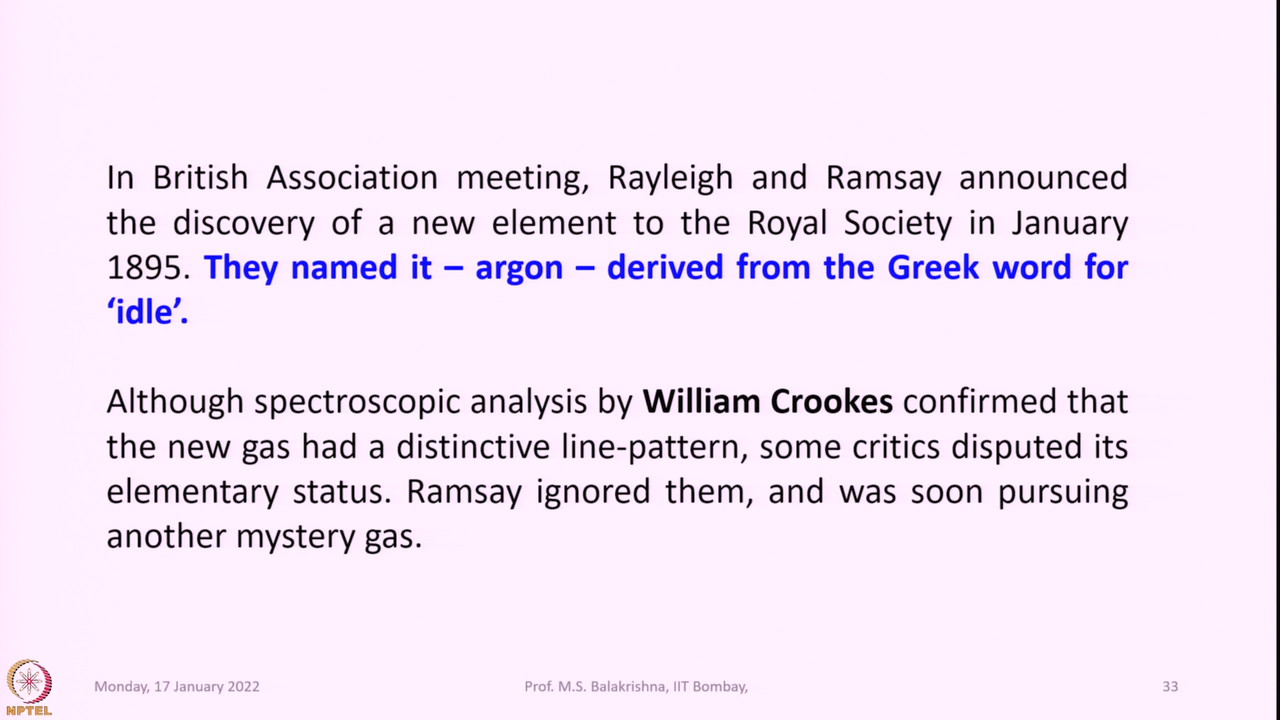 In British Association meeting, Rayleigh and Ramsay announced
the discovery of a new element to the Royal Society in January
1895. They named it – argon – derived from the Greek word for
‘idle’.
Although spectroscopic analysis by William Crookes confirmed that
the new gas had a distinctive line-pattern, some critics disputed its
elementary status. Ramsay ignored them, and was soon pursuing
another mystery gas.
Monday, 17 January 2022
Prof. M.S. Balakrishna, IIT Bombay,
33
NPTEL